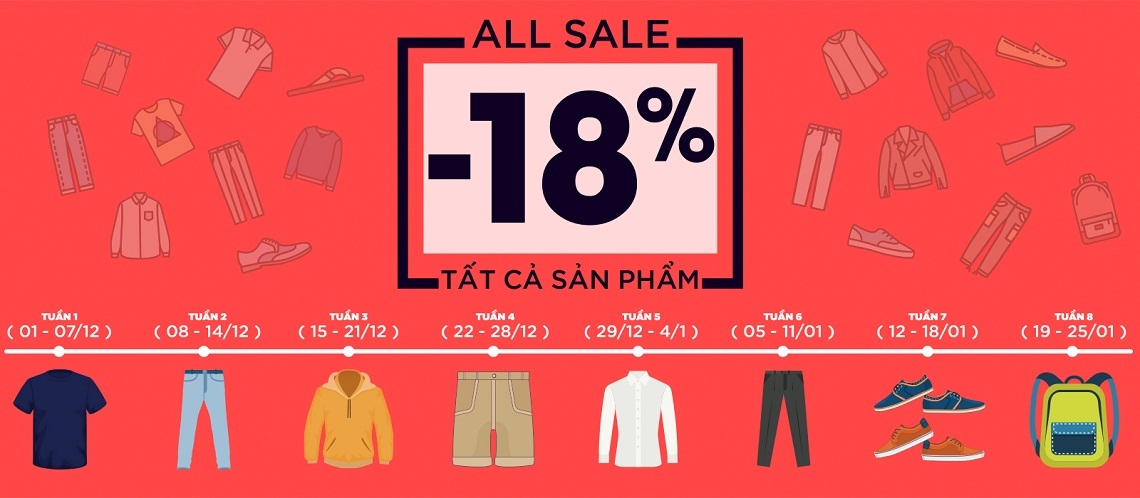 ALL SALE
-18%
TẤT CẢ SẢN PHẨM
TUẦN 1
( 01 - 07/12 )
TUẦN 2
( 08 - 14/12 )
TUẦN 3
( 15 - 21/12 )
TUẦN 4
( 22 - 28/12 )
TUẦN 5
( 29/12 - 4/1 )
TUẦN 6
( 05 - 11/01 )
TUẦN 7
( 12 - 18/01 )
TUẦN 8
( 19 - 25/01 )